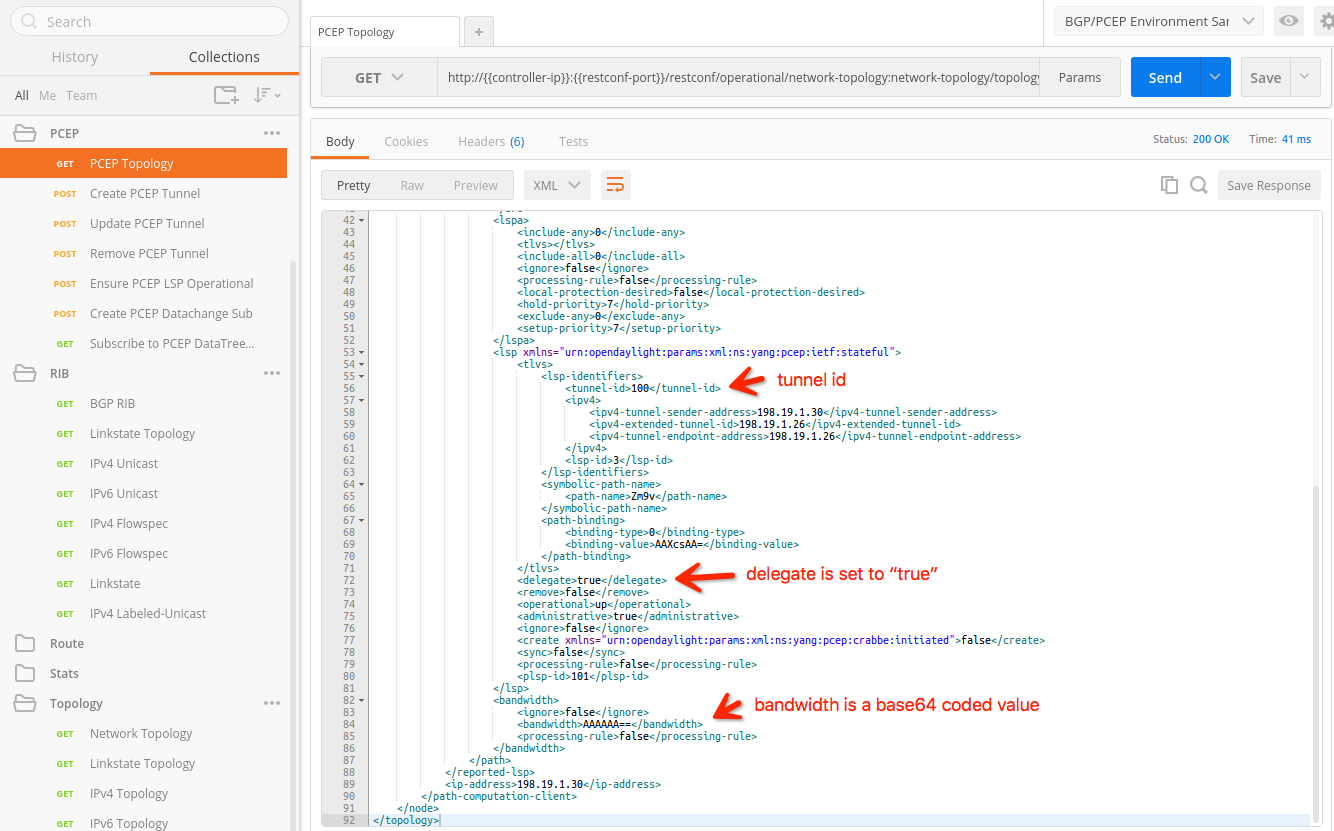 Search
History
Collections
All Me Team
PCEP
GET PCEP Topology
POST Create PCEP Tunnel
POST Update PCEP Tunnel
POST Remove PCEP Tunnel
POST Ensure PCEP LSP Operational
POST Create PCEP Datachange Sub
GET Subscribe to PCEP DataTree...
RIB
GET BGP RIB
GET Linkstate Topology
GET IPv4 Unicast
GET IPv6 Unicast
GET IPv4 Flowspec
GET IPv6 Flowspec
GET Linkstate
GET IPv4 Labeled-Unicast
Route
Stats
Topology
GET Network Topology
GET Linkstate Topology
GET IPv4 Topology
GET IPv6 Topology
PCEP Topology
+
BGP/PCEP Environment Sar
GET
http://{{controller-ip}}:{{restconf-port}}/restconf/operational/network-topology:network-topology/topology
Params
Send
Save
Body Cookies Headers (6) Tests
Status: 200 OK Time: 41 ms
Pretty Raw Preview XML
Save Response
42 <lspa>
43 <include-any>0</include-any>
44 <tlvs></tlvs>
45 <include-all>0</include-all>
46 <ignore>false</ignore>
47 <processing-rule>false</processing-rule>
48 <local-protection-desired>false</local-protection-desired>
49 <hold-priority>7</hold-priority>
50 <exclude-any>0</exclude-any>
51 <setup-priority>7</setup-priority>
52 </lspa>
53 <lsp xmlns="urn:opendaylight:params:xml:ns:yang:pcep:ietf:stateful">
54 <tlvs>
55 <lsp-identifiers>
56 <tunnel-id>100</tunnel-id>
tunnel id
57 <ipv4>
58 <ipv4-tunnel-sender-address>198.19.1.30</ipv4-tunnel-sender-address>
59 <ipv4-extended-tunnel-id>198.19.1.26</ipv4-extended-tunnel-id>
60 <ipv4-tunnel-endpoint-address>198.19.1.26</ipv4-tunnel-endpoint-address>
61 </ipv4>
62 <lsp-id>3</lsp-id>
63 </lsp-identifiers>
64 <symbolic-path-name>
65 <path-name>Zm9v</path-name>
66 </symbolic-path-name>
67 <path-binding>
68 <binding-type>0</binding-type>
69 <binding-value>AAXcsAA=</binding-value>
70 </path-binding>
71 </tlvs>
72 <delegate>true</delegate>
delegate is set to “true”
73 <remove>false</remove>
74 <operational>up</operational>
75 <administrative>true</administrative>
76 <ignore>false</ignore>
77 <create xmlns="urn:opendaylight:params:xml:ns:yang:pcep:crabbe:initiated">false</create>
78 <sync>false</sync>
79 <processing-rule>false</processing-rule>
80 <plsp-id>101</plsp-id>
81 </lsp>
82 <bandwidth>
83 <ignore>false</ignore>
bandwidth is a base64 coded value
84 <bandwidth>AAAAAA==</bandwidth>
85 <processing-rule>false</processing-rule>
86 </bandwidth>
87 </path>
88 </reported-lsp>
89 <ip-address>198.19.1.30</ip-address>
90 </path-computation-client>
91 </node>
92 </topology>